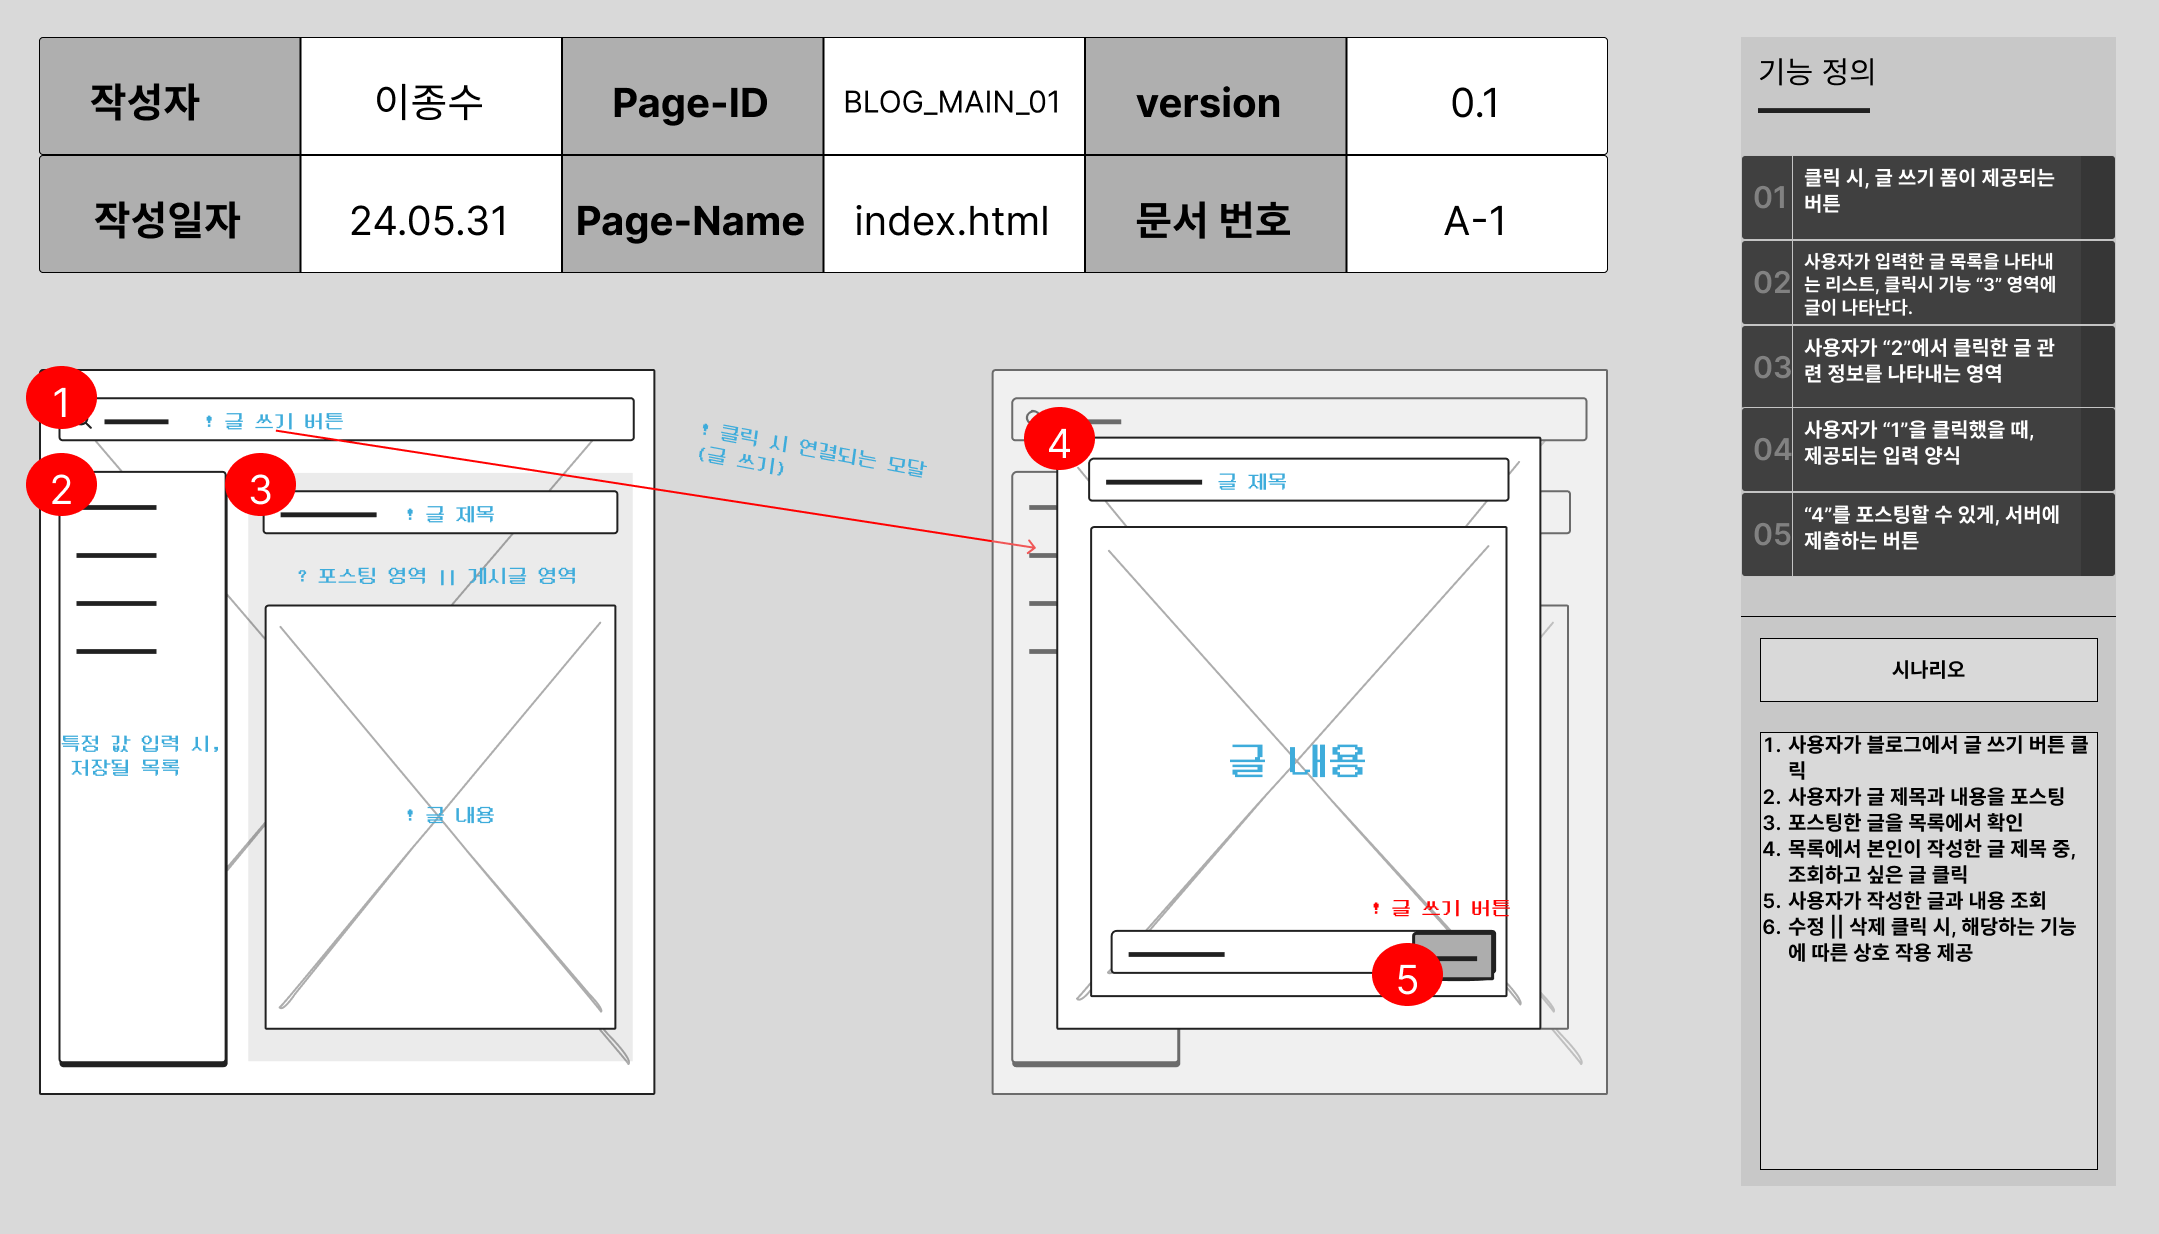 작성자 이종수 Page-ID BLOG_MAIN_01 version 0.1
작성일자 24.05.31 Page-Name index.html 문서 번호 A-1
1
! 글 쓰기 버튼
2
특정 값 입력 시,
저장될 목록
3
! 글 제목
? 포스팅 영역 || 게시글 영역
! 글 내용
! 클릭 시 연결되는 모달
(글 쓰기)
4
글 제목
글 내용
! 글 쓰기 버튼
5
기능 정의
01
클릭 시, 글 쓰기 폼이 제공되는
버튼
02
사용자가 입력한 글 목록을 나타내
는 리스트, 클릭시 기능 “3” 영역에
글이 나타난다.
03
사용자가 “2”에서 클릭한 글 관
련 정보를 나타내는 영역
04
사용자가 “1”을 클릭했을 때,
제공되는 입력 양식
05
“4”를 포스팅할 수 있게, 서버에
제출하는 버튼
시나리오
1. 사용자가 블로그에서 글 쓰기 버튼 클
릭
2. 사용자가 글 제목과 내용을 포스팅
3. 포스팅한 글을 목록에서 확인
4. 목록에서 본인이 작성한 글 제목 중,
조회하고 싶은 글 클릭
5. 사용자가 작성한 글과 내용 조회
6. 수정 || 삭제 클릭 시, 해당하는 기능
에 따른 상호 작용 제공